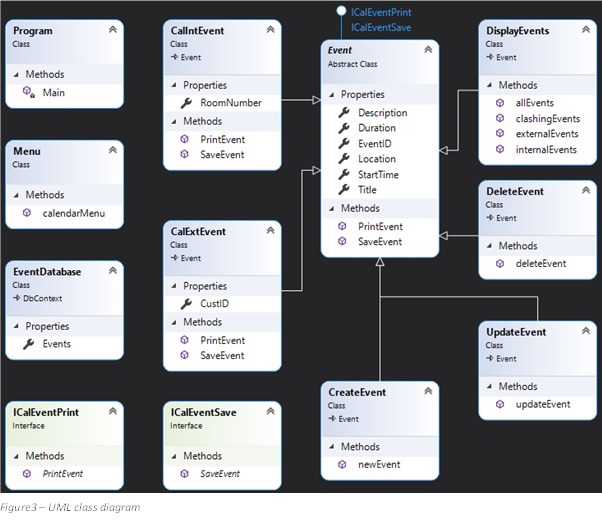 Program
Class
Methods
Main
Menu
Class
Methods
calendarMenu
EventDatabase
Class
DbContext
Properties
Events
ICalEventPrint
Interface
Methods
PrintEvent
CalIntEvent
Class
Event
Properties
RoomNumber
Methods
PrintEvent
SaveEvent
CalExtEvent
Class
Event
Properties
CustID
Methods
PrintEvent
SaveEvent
ICalEventSave
Interface
Methods
SaveEvent
ICalEventPrint
ICalEventSave
Event
Abstract Class
Properties
Description
Duration
EventID
Location
StartTime
Title
Methods
PrintEvent
SaveEvent
CreateEvent
Class
Event
Methods
newEvent
DisplayEvents
Class
Event
Methods
allEvents
clashingEvents
externalEvents
internalEvents
DeleteEvent
Class
Event
Methods
deleteEvent
UpdateEvent
Class
Event
Methods
updateEvent
Figure3 – UML class diagram